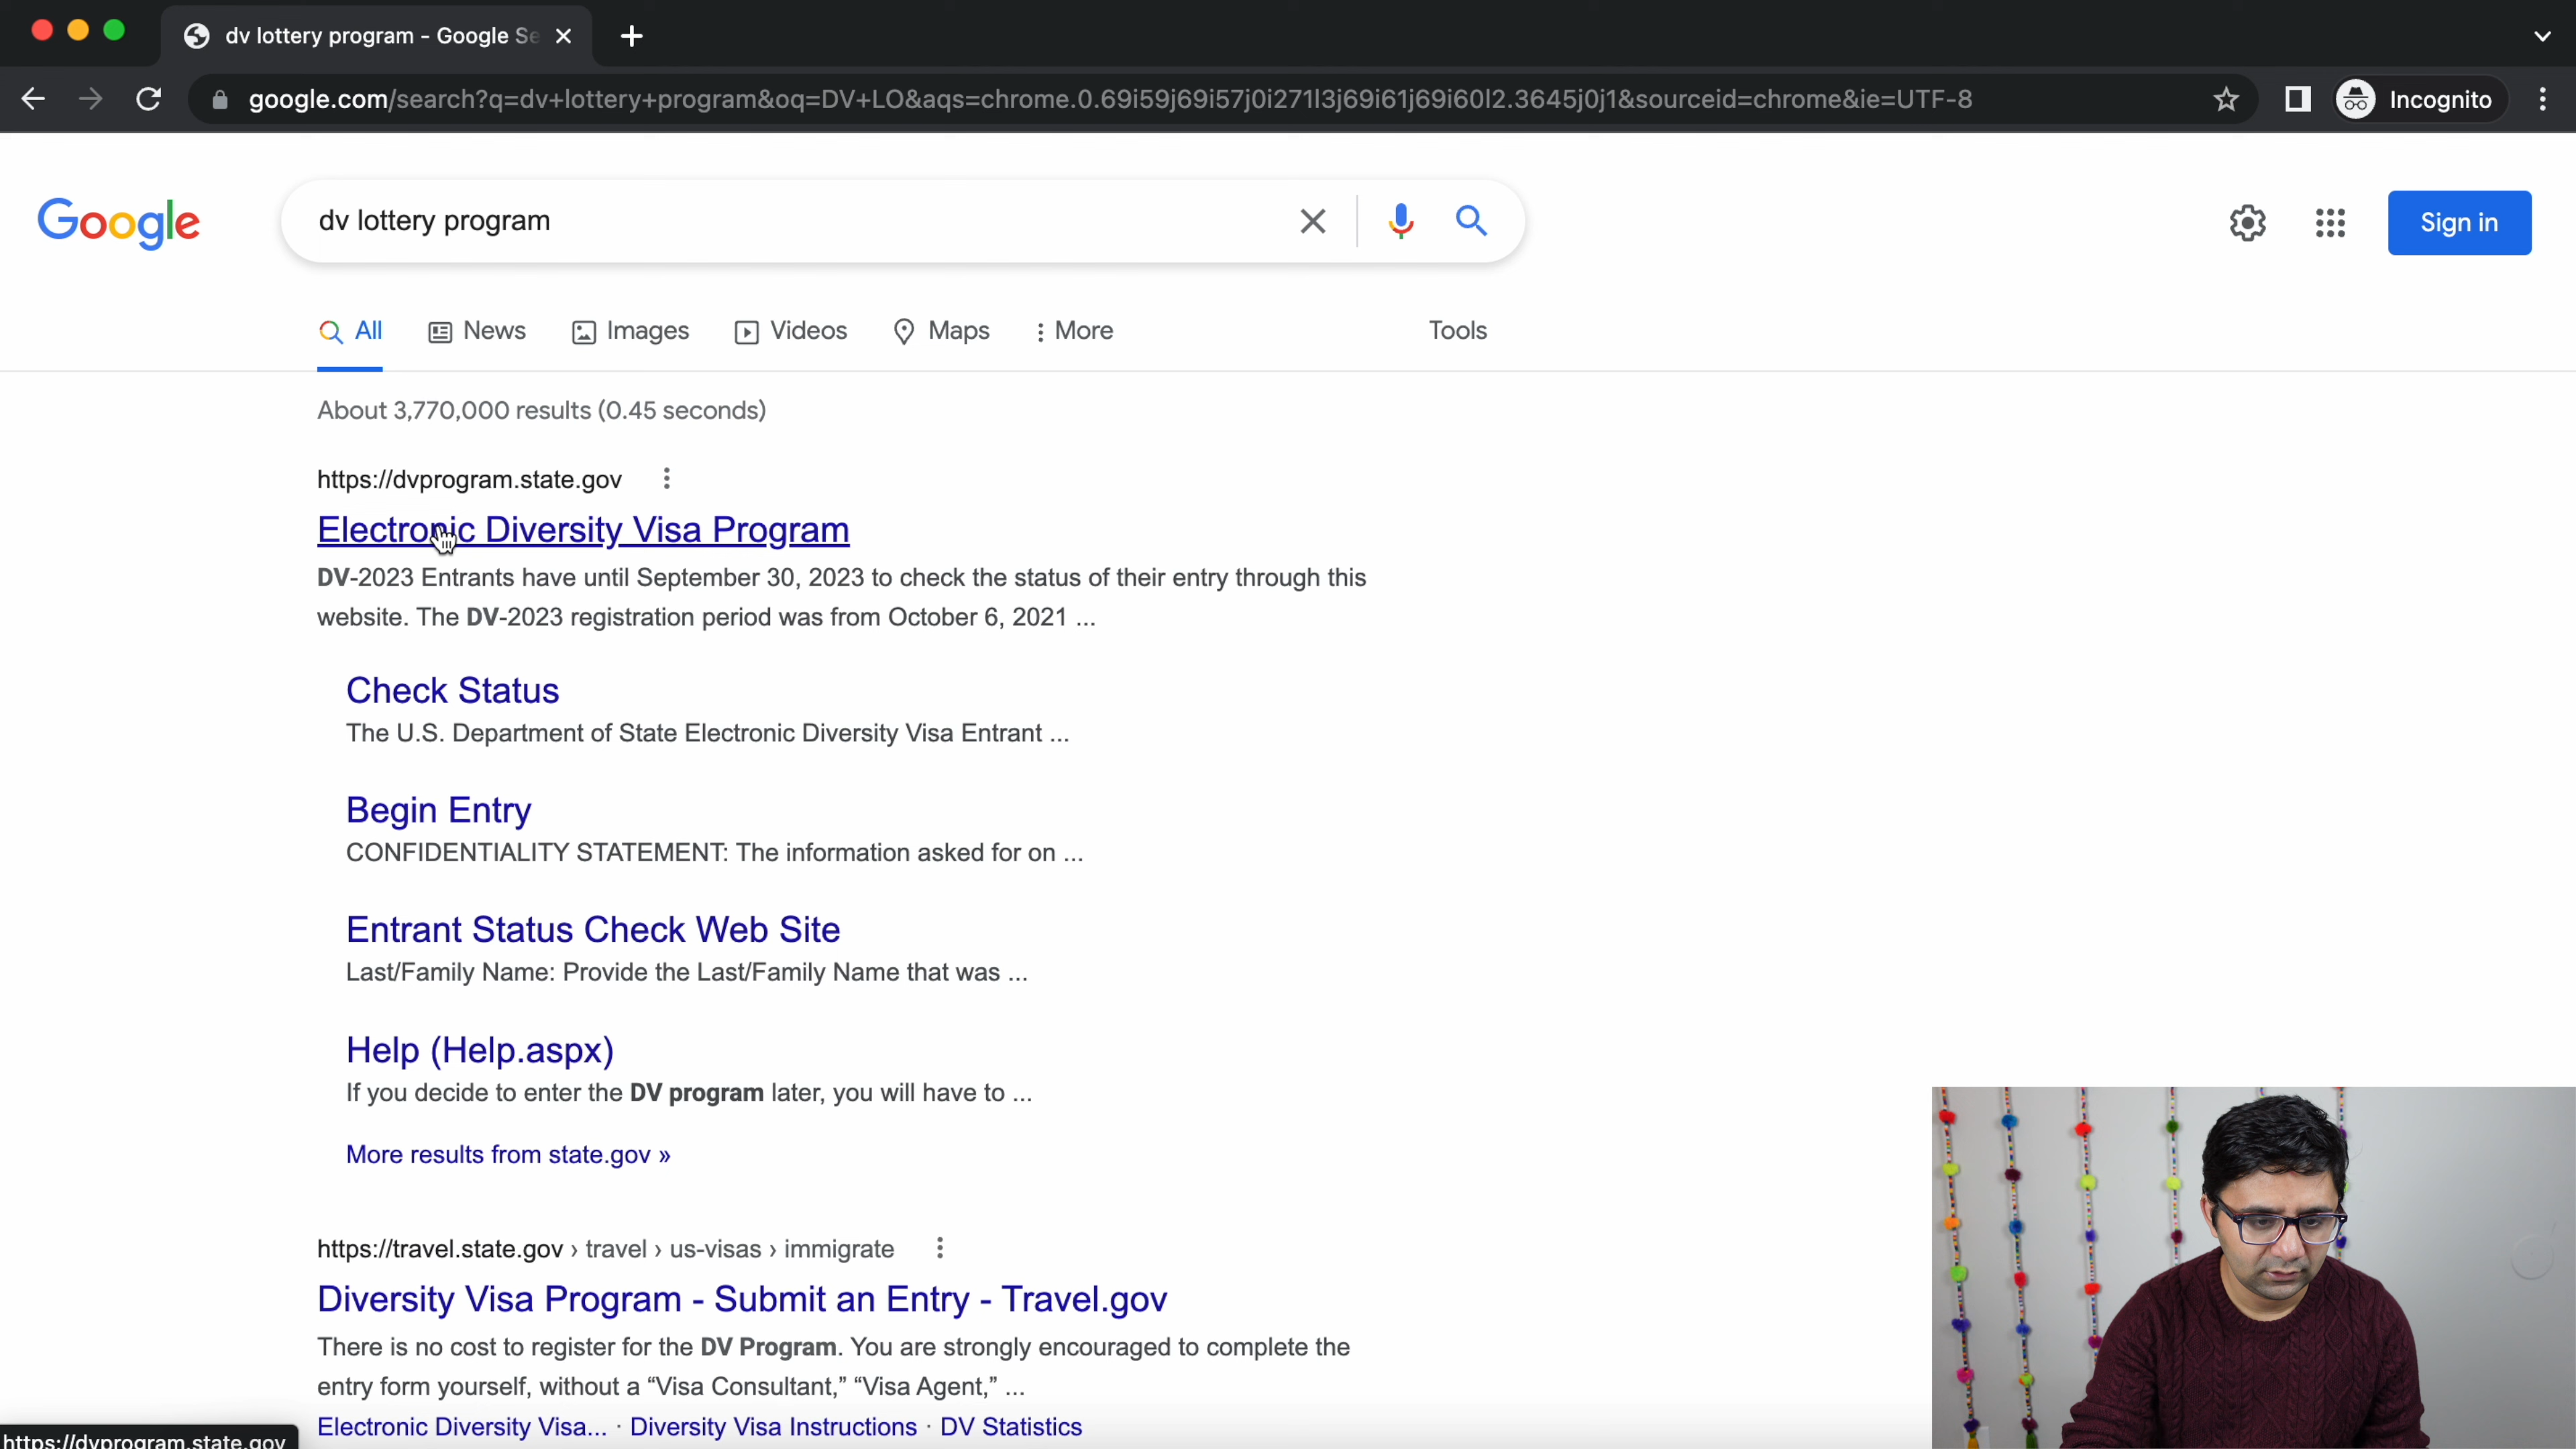 dv lottery program - Google Se
google.com/search?q=dv+lottery+program&oq=DV+LO&aqs=chrome.0.69i59j69i57j0i271l3j69i61j69i60l2.3645j0j1&sourceid=chrome&ie=UTF-8
Incognito
Google
dv lottery program
Sign in
All News Images Videos Maps More Tools
About 3,770,000 results (0.45 seconds)
https://dvprogram.state.gov
Electronic Diversity Visa Program
DV-2023 Entrants have until September 30, 2023 to check the status of their entry through this
website. The DV-2023 registration period was from October 6, 2021 ...
Check Status
The U.S. Department of State Electronic Diversity Visa Entrant ...
Begin Entry
CONFIDENTIALITY STATEMENT: The information asked for on ...
Entrant Status Check Web Site
Last/Family Name: Provide the Last/Family Name that was ...
Help (Help.aspx)
If you decide to enter the DV program later, you will have to ...
More results from state.gov »
https://travel.state.gov › travel › us-visas › immigrate
Diversity Visa Program - Submit an Entry - Travel.gov
There is no cost to register for the DV Program. You are strongly encouraged to complete the
entry form yourself, without a “Visa Consultant,” “Visa Agent,” ...
Electronic Diversity Visa... · Diversity Visa Instructions · DV Statistics
https://dvprogram.state.gov